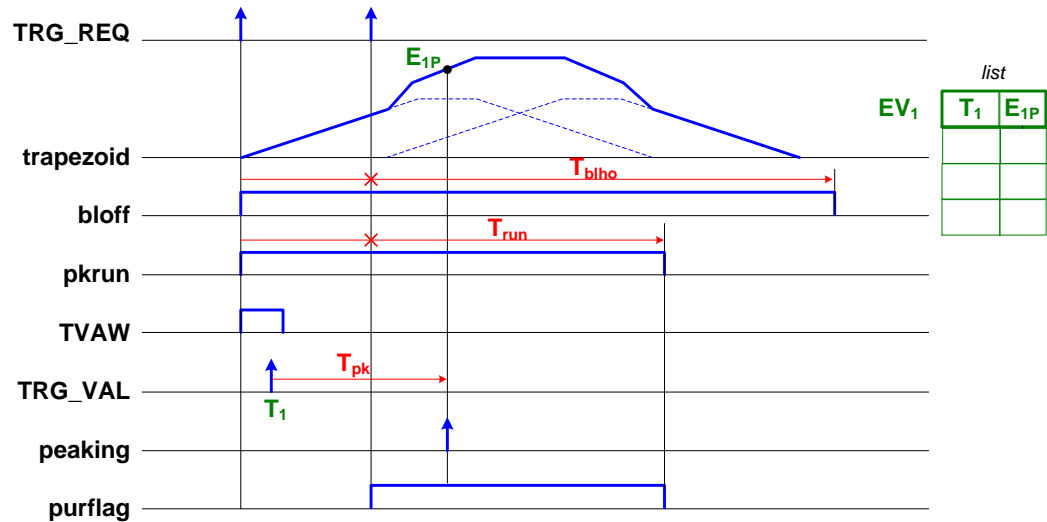 TRG_REQ
E1P
list
EV1 T1 E1P
trapezoid
Tblho
bloff
Trun
pkrun
TVAW
Tpk
TRG_VAL
T1
peaking
purflag